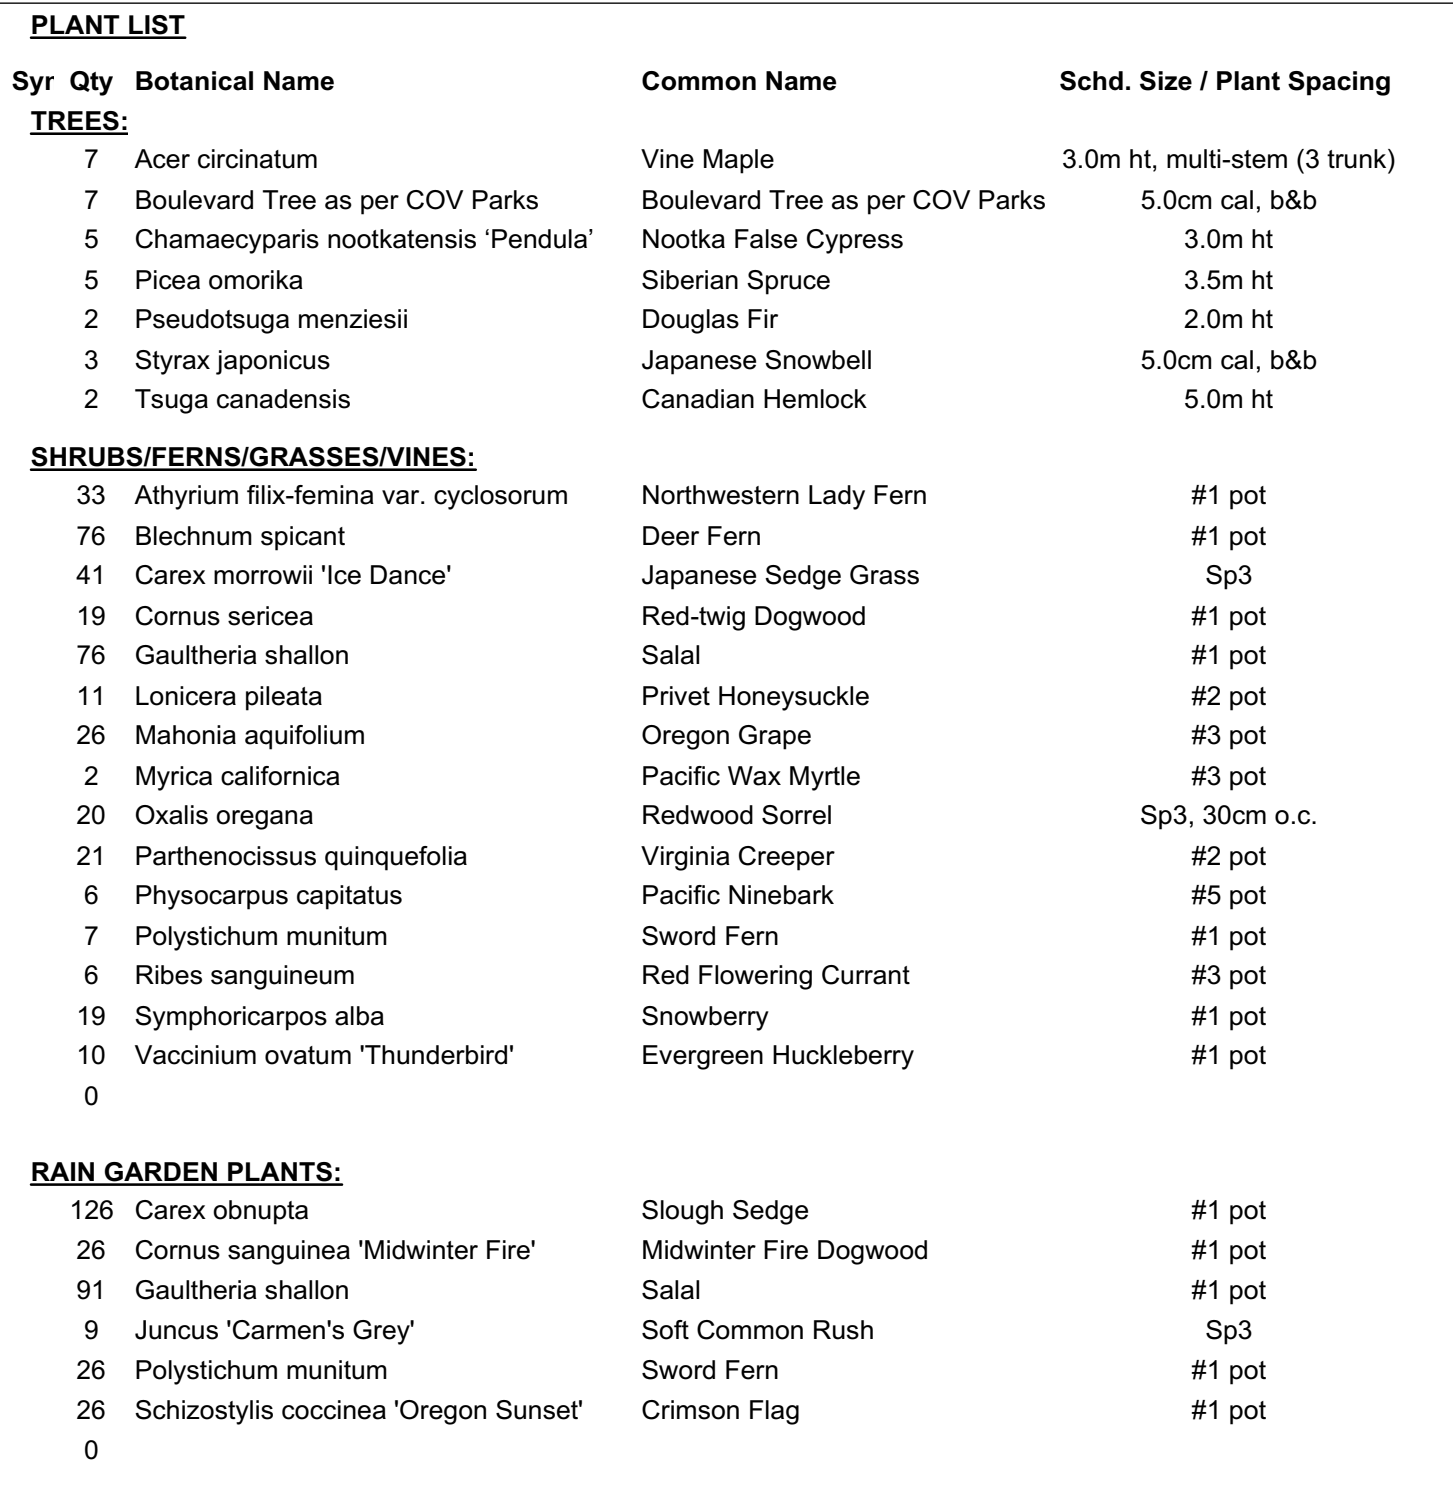 PLANT LIST
Syr Qty Botanical Name Common Name Schd. Size / Plant Spacing
TREES:
7 Acer circinatum Vine Maple 3.0m ht, multi-stem (3 trunk)
7 Boulevard Tree as per COV Parks Boulevard Tree as per COV Parks 5.0cm cal, b&b
5 Chamaecyparis nootkatensis ‘Pendula’ Nootka False Cypress 3.0m ht
5 Picea omorika Siberian Spruce 3.5m ht
2 Pseudotsuga menziesii Douglas Fir 2.0m ht
3 Styrax japonicus Japanese Snowbell 5.0cm cal, b&b
2 Tsuga canadensis Canadian Hemlock 5.0m ht
SHRUBS/FERNS/GRASSES/VINES:
33 Athyrium filix-femina var. cyclosorum Northwestern Lady Fern #1 pot
76 Blechnum spicant Deer Fern #1 pot
41 Carex morrowii 'Ice Dance' Japanese Sedge Grass Sp3
19 Cornus sericea Red-twig Dogwood #1 pot
76 Gaultheria shallon Salal #1 pot
11 Lonicera pileata Privet Honeysuckle #2 pot
26 Mahonia aquifolium Oregon Grape #3 pot
2 Myrica californica Pacific Wax Myrtle #3 pot
20 Oxalis oregana Redwood Sorrel Sp3, 30cm o.c.
21 Parthenocissus quinquefolia Virginia Creeper #2 pot
6 Physocarpus capitatus Pacific Ninebark #5 pot
7 Polystichum munitum Sword Fern #1 pot
6 Ribes sanguineum Red Flowering Currant #3 pot
19 Symphoricarpos alba Snowberry #1 pot
10 Vaccinium ovatum 'Thunderbird' Evergreen Huckleberry #1 pot
0
RAIN GARDEN PLANTS:
126 Carex obnupta Slough Sedge #1 pot
26 Cornus sanguinea 'Midwinter Fire' Midwinter Fire Dogwood #1 pot
91 Gaultheria shallon Salal #1 pot
9 Juncus 'Carmen's Grey' Soft Common Rush Sp3
26 Polystichum munitum Sword Fern #1 pot
26 Schizostylis coccinea 'Oregon Sunset' Crimson Flag #1 pot
0